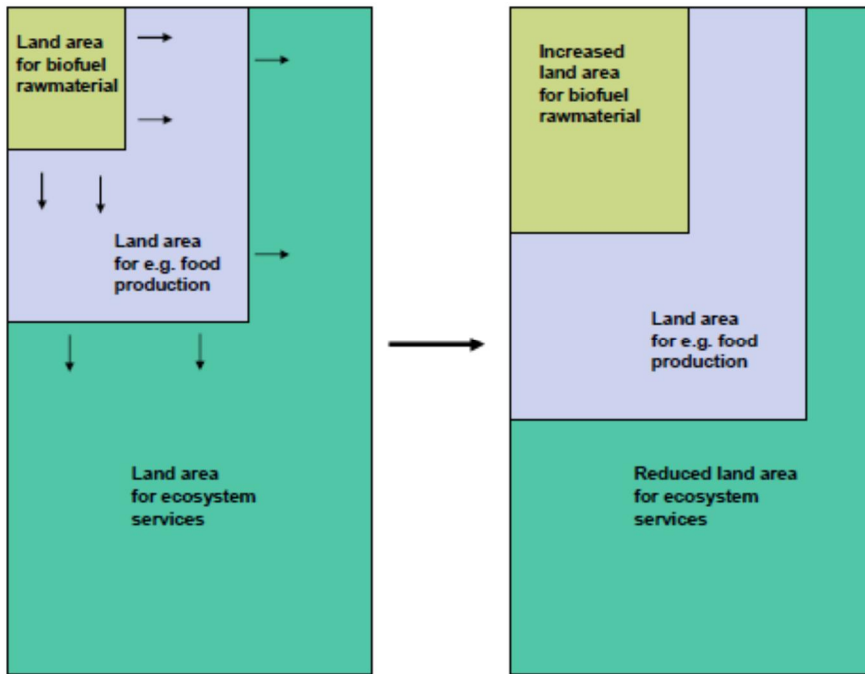 Land area
for biofuel
rawmaterial
Land area
for e.g. food
production
Land area
for ecosystem
services
Increased
land area
for biofuel
rawmaterial
Land area
for e.g. food
production
Reduced land area
for ecosystem
services